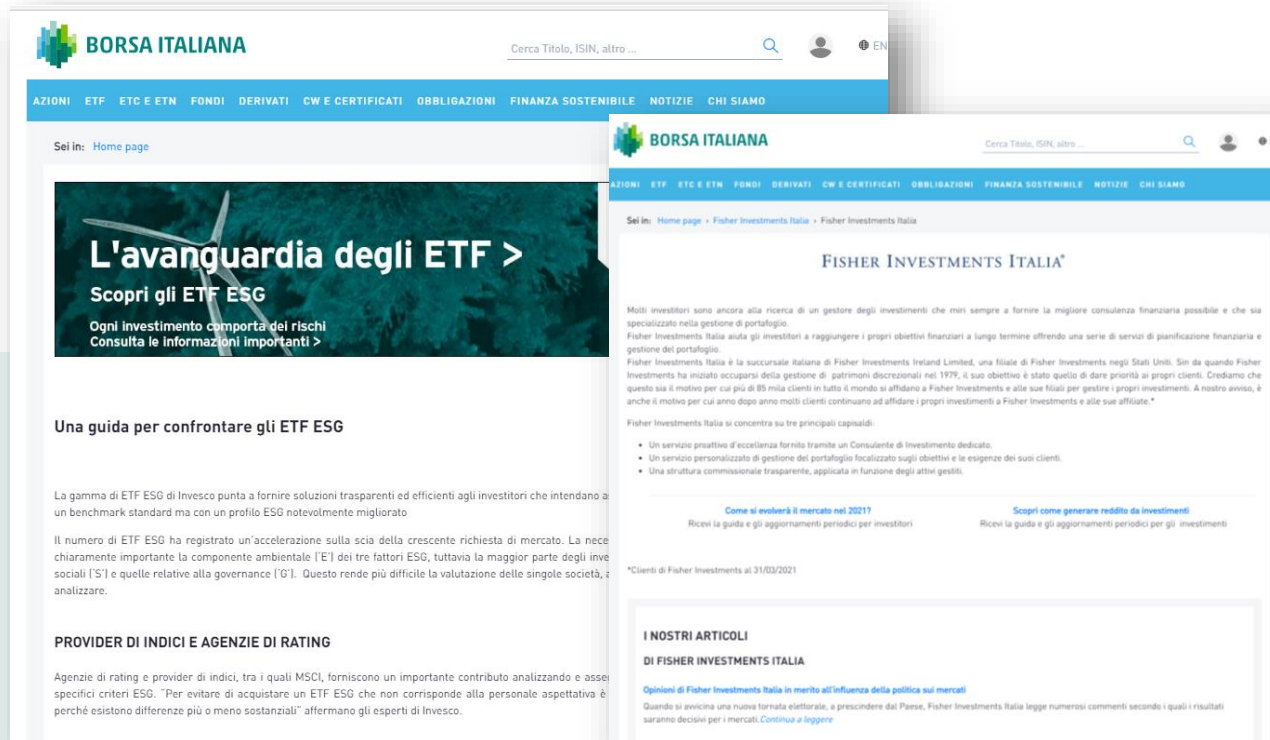 BORSA ITALIANA
Cerca Titolo, ISIN, altro ...
EN
AZIONI ETF ETC E ETN FONDI DERIVATI CW E CERTIFICATI OBBLIGAZIONI FINANZA SOSTENIBILE NOTIZIE CHI SIAMO
Sei in: Home page
L'avanguardia degli ETF >
Scopri gli ETF ESG
Ogni investimento comporta dei rischi
Consulta le informazioni importanti >
Una guida per confrontare gli ETF ESG
La gamma di ETF ESG di Invesco punta a fornire soluzioni trasparenti ed efficienti agli investitori che intendano
un benchmark standard ma con un profilo ESG notevolmente migliorato
Il numero di ETF ESG ha registrato un'accelerazione sulla scia della crescente richiesta di mercato. La
chiaramente importante la componente ambientale ('E') dei tre fattori ESG, tuttavia la maggior parte degli
sociali ('S') e quelle relative alla governance ('G'). Questo rende più difficile la valutazione delle singole società,
analizzare.
PROVIDER DI INDICI E AGENZIE DI RATING
Agenzie di rating e provider di indici, tra i quali MSCI, forniscono un importante contributo analizzando e
specifici criteri ESG. "Per evitare di acquistare un ETF ESG che non corrisponde alla personale aspettativa è
perché esistono differenze più o meno sostanziali" affermano gli esperti di Invesco.
BORSA ITALIANA
Cerca Titolo, ISIN, altro ...
AZIONI ETF ETC E ETN FONDI DERIVATI CW E CERTIFICATI OBBLIGAZIONI FINANZA SOSTENIBILE NOTIZIE CHI SIAMO
Sei in: Home page › Fisher Investments Italia › Fisher Investments Italia
FISHER INVESTMENTS ITALIA*
Molti investitori sono ancora alla ricerca di un gestore degli investimenti che miri sempre a fornire la migliore consulenza finanziaria possibile e che sia
specializzato nella gestione di portafoglio.
Fisher Investments Italia aiuta gli investitori a raggiungere i propri obiettivi finanziari a lungo termine offrendo una serie di servizi di pianificazione finanziaria e
gestione del portafoglio.
Fisher Investments Italia è la succursale italiana di Fisher Investments Ireland Limited, una filiale di Fisher Investments negli Stati Uniti. Sin da quando Fisher
Investments ha iniziato occuparsi della gestione di patrimoni discrezionali nel 1979, il suo obiettivo è stato quello di dare priorità ai propri clienti. Crediamo che
questo sia il motivo per cui più di 85 mila clienti in tutto il mondo si affidano a Fisher Investments e alle sue filiali per gestire i propri investimenti. A nostro avviso, è
anche il motivo per cui anno dopo anno molti clienti continuano ad affidare i propri investimenti a Fisher Investments e alle sue affiliate.*
Fisher Investments Italia si concentra su tre principali capisaldi:
• Un servizio proattivo d'eccellenza fornito tramite un Consulente di Investimento dedicato.
• Un servizio personalizzato di gestione del portafoglio focalizzato sugli obiettivi e le esigenze dei suoi clienti.
• Una struttura commissionale trasparente, applicata in funzione degli attivi gestiti.
Come si evolverà il mercato nel 2021?
Ricevi la guida e gli aggiornamenti periodici per investitori
Scopri come generare reddito da investimenti
Ricevi la guida e gli aggiornamenti periodici per gli investimenti
*Clienti di Fisher Investments al 31/03/2021
I NOSTRI ARTICOLI
DI FISHER INVESTMENTS ITALIA
Opinioni di Fisher Investments Italia in merito all'influenza della politica sui mercati
Quando si avvicina una nuova tornata elettorale, a prescindere dal Paese, Fisher Investments Italia legge numerosi commenti secondo i quali i risultati
saranno decisivi per i mercati.Continua a leggere